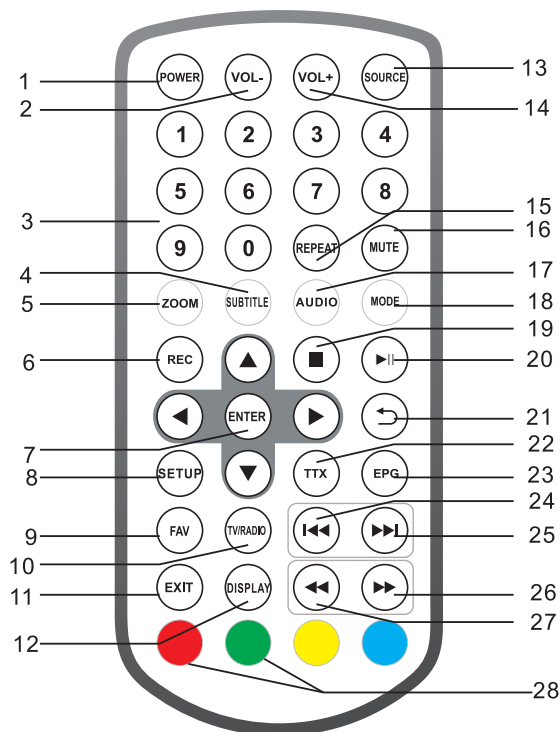 1 POWER VOL- VOL+ SOURCE 13
2 14
1 2 3 4
5 6 7 8
3 15
9 0 REPEAT MUTE 16
4 17
5 ZOOM SUBTITLE AUDIO MODE 18
19
6 REC 20
ENTER 21
7 22
8 SETUP TTX EPG 23
24
9 FAV TV/RADIO 25
10
11 EXIT DISPLAY 26
27
12
28